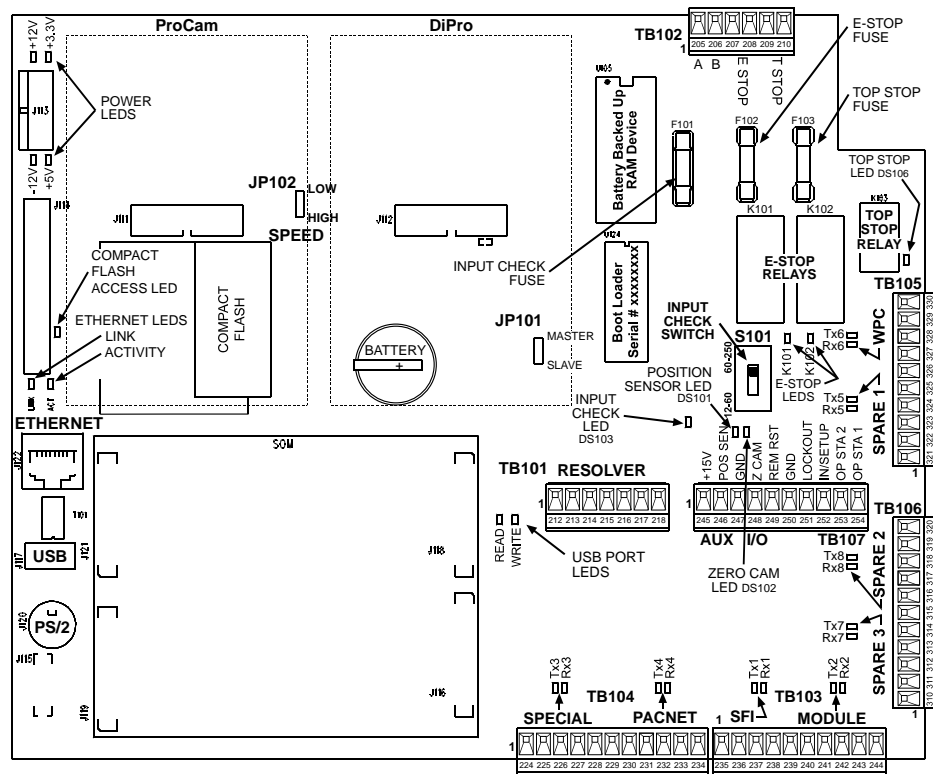 ProCam
DiPro
TB102
1
205 206 207 208 209 210
A B E STOP T STOP
E-STOP
FUSE
TOP STOP
FUSE
+12V
+3.3V
J113
POWER
LEDS
-12V
+5V
U105
Battery Backed Up
RAM Device
F101
F102
F103
TOP STOP
LED DS106
JP102
LOW
HIGH
SPEED
J114
J111
J112
K101
K102
K103
TOP
STOP
RELAY
E-STOP
RELAYS
INPUT CHECK
FUSE
U124
Boot Loader
Serial # xxxxxxxx
COMPACT
FLASH
ACCESS LED
COMPACT
FLASH
ETHERNET LEDS
LINK
ACTIVITY
LINK
ACT
BATTERY
+
JP101
MASTER
SLAVE
INPUT
CHECK
SWITCH
S101
60-250
12-60
K101
K102
E-STOP
LEDS
POSITION
SENSOR LED
DS101
INPUT
CHECK
LED
DS103
TB105
Tx6
Rx6
WPC
Tx5
Rx5
SPARE 1
330
329
328
327
326
325
324
323
322
321
1
ETHERNET
J122
T101
USB
J117
J121
SOM
J118
J120
PS/2
J115
J119
J116
TB101 RESOLVER
1
212 213 214 215 216 217 218
READ
WRITE
USB PORT
LEDS
+15V
POS SEN
GND
Z CAM
REM RST
GND
LOCKOUT
IN/SETUP
OP STA 2
OP STA 1
1
245 246 247 248 249 250 251 252 253 254
AUX I/O
TB107
ZERO CAM
LED DS102
TB106
Tx8
Rx8
SPARE 2
Tx7
Rx7
SPARE 3
320
319
318
317
316
315
314
313
312
311
310
1
Tx3
Rx3
Tx4
Rx4
Tx1
Rx1
Tx2
Rx2
TB104
TB103
SPECIAL
PACNET
1
SFI
MODULE
1
224 225 226 227 228 229 230 231 232 233 234
235 236 237 238 239 240 241 242 243 244